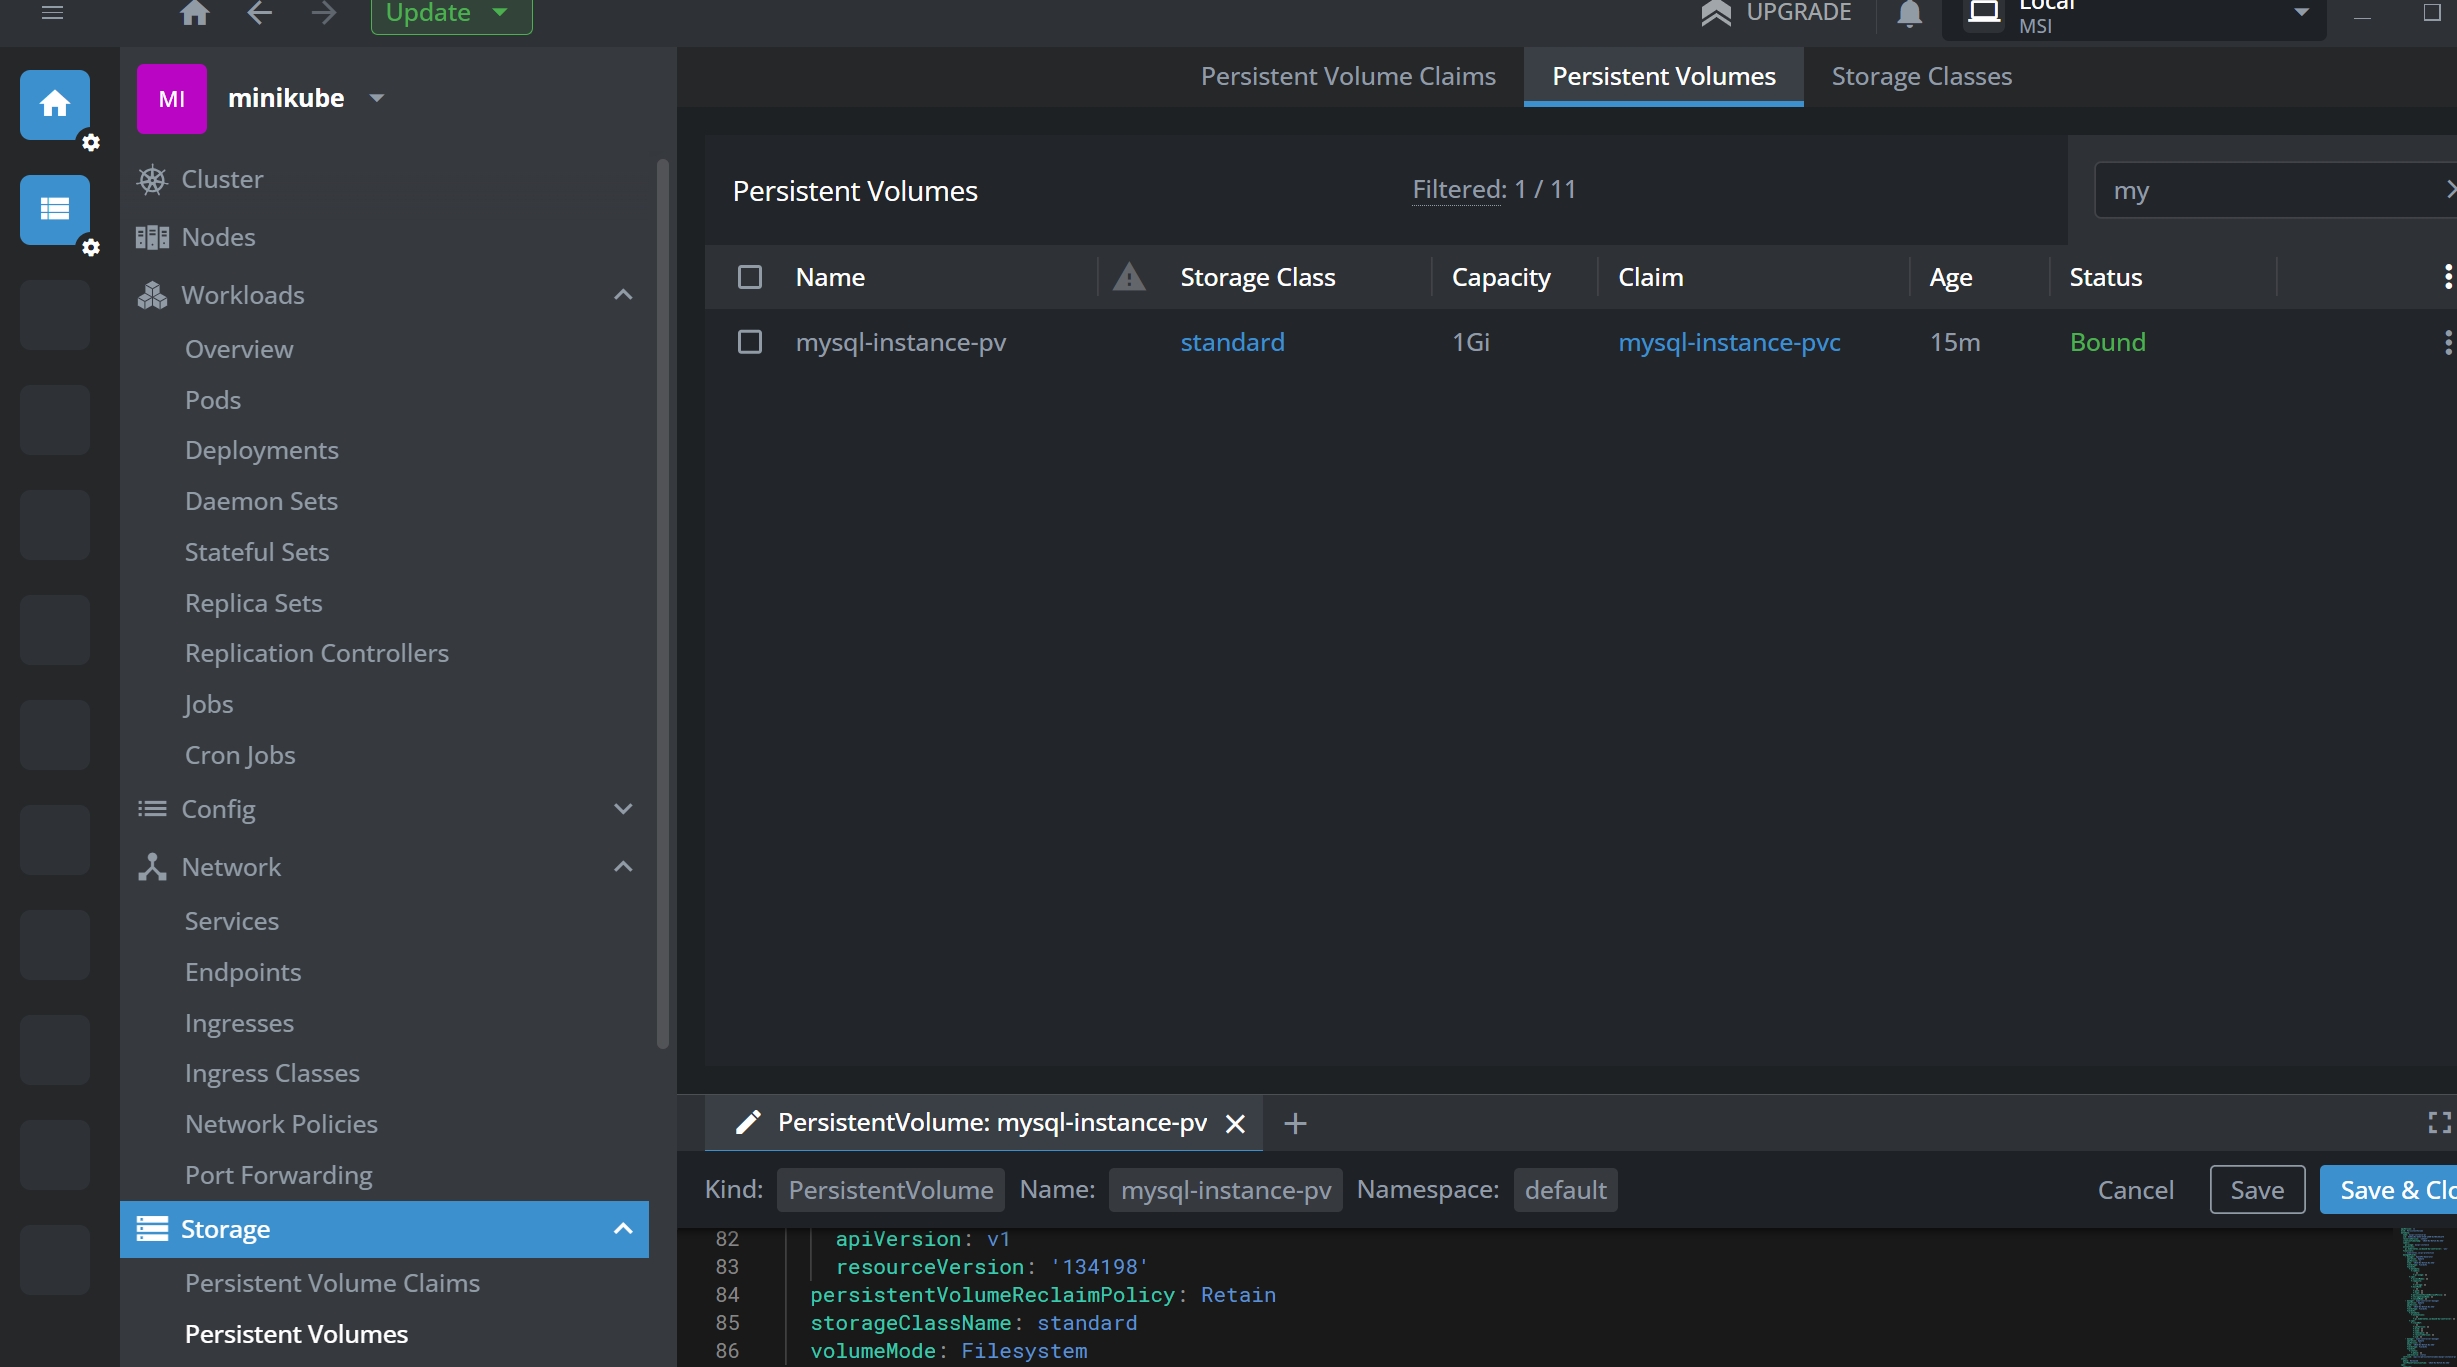 Update
UPGRADE
Local
MSI
MI
minikube
Persistent Volume Claims
Persistent Volumes
Storage Classes
Cluster
Nodes
Workloads
Overview
Pods
Deployments
Daemon Sets
Stateful Sets
Replica Sets
Replication Controllers
Jobs
Cron Jobs
Config
Network
Services
Endpoints
Ingresses
Ingress Classes
Network Policies
Port Forwarding
Storage
Persistent Volume Claims
Persistent Volumes
Persistent Volumes
Filtered: 1 / 11
my
Name Storage Class Capacity Claim Age Status
mysql-instance-pv standard 1Gi mysql-instance-pvc 15m Bound
PersistentVolume: mysql-instance-pv
Kind: PersistentVolume Name: mysql-instance-pv Namespace: default
Cancel Save Save & Clo
82 apiVersion: v1
83 resourceVersion: '134198'
84 persistentVolumeReclaimPolicy: Retain
85 storageClassName: standard
86 volumeMode: Filesystem